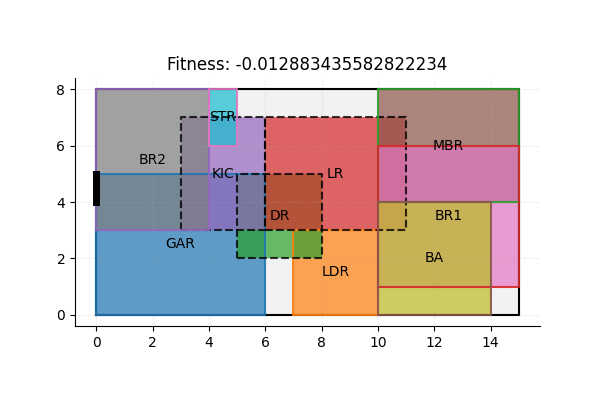 Fitness: -0.012883435582822234
8
STR
6
MBR
BR2
KIC
LR
4
DR
BR1
GAR
2
LDR
BA
0
0 2 4 6 8 10 12 14